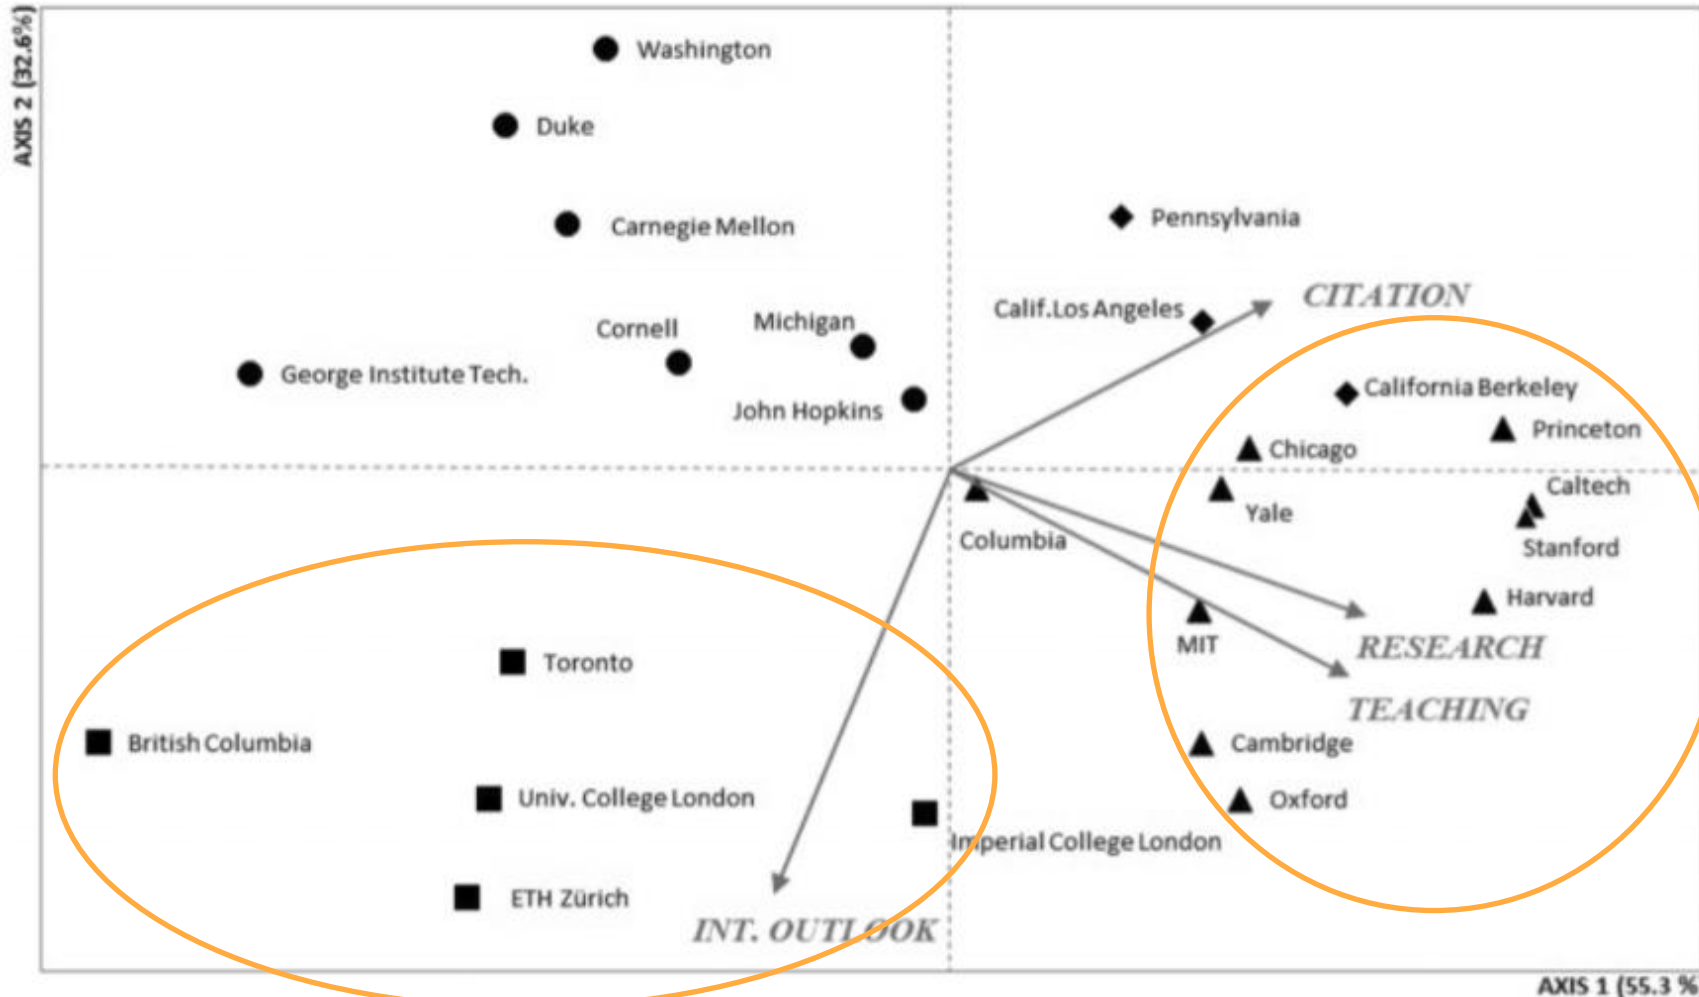 AXIS 2 (32.6%)
Washington
Duke
Pennsylvania
Carnegie Mellon
CITATION
Calif.Los Angeles
Michigan
Cornell
George Institute Tech.
California Berkeley
John Hopkins
Princeton
Chicago
Caltech
Yale
Columbia
Stanford
Harvard
MIT
RESEARCH
Toronto
TEACHING
British Columbia
Cambridge
Univ. College London
Oxford
Imperial College London
ETH Zürich
INT. OUTLOOK
AXIS 1 (55.3 %